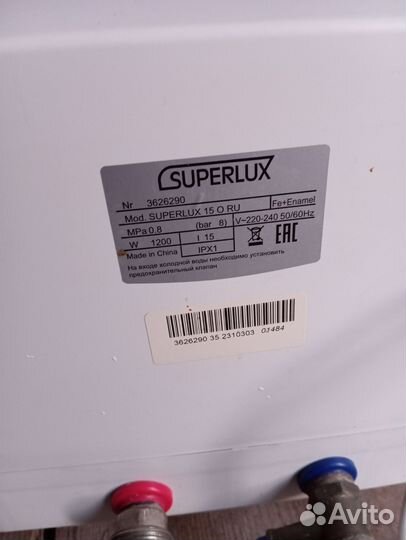 SUPERLUX
Nr 3626290
Mod. SUPERLUX 15 O RU Fe+Enamel
MPa 0.8 (bar 8) V~220-240 50/60Hz
W 1200 I 15
Made in China IPX1 EAC
На входе холодной воды необходимо установить
предохранительный клапан
3626290 35 2310303 01484
Avito